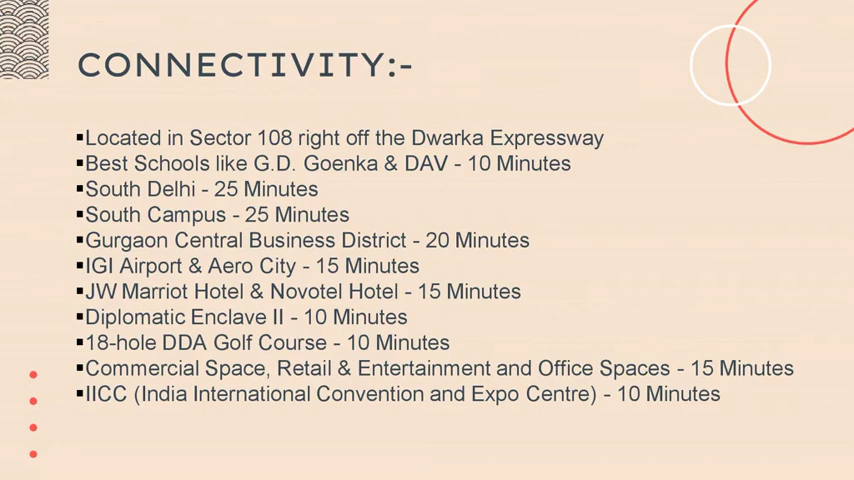 CONNECTIVITY:-
▪Located in Sector 108 right off the Dwarka Expressway
▪Best Schools like G.D. Goenka & DAV - 10 Minutes
▪South Delhi - 25 Minutes
▪South Campus - 25 Minutes
▪Gurgaon Central Business District - 20 Minutes
▪IGI Airport & Aero City - 15 Minutes
▪JW Marriot Hotel & Novotel Hotel - 15 Minutes
▪Diplomatic Enclave II - 10 Minutes
▪18-hole DDA Golf Course - 10 Minutes
▪Commercial Space, Retail & Entertainment and Office Spaces - 15 Minutes
▪IICC (India International Convention and Expo Centre) - 10 Minutes